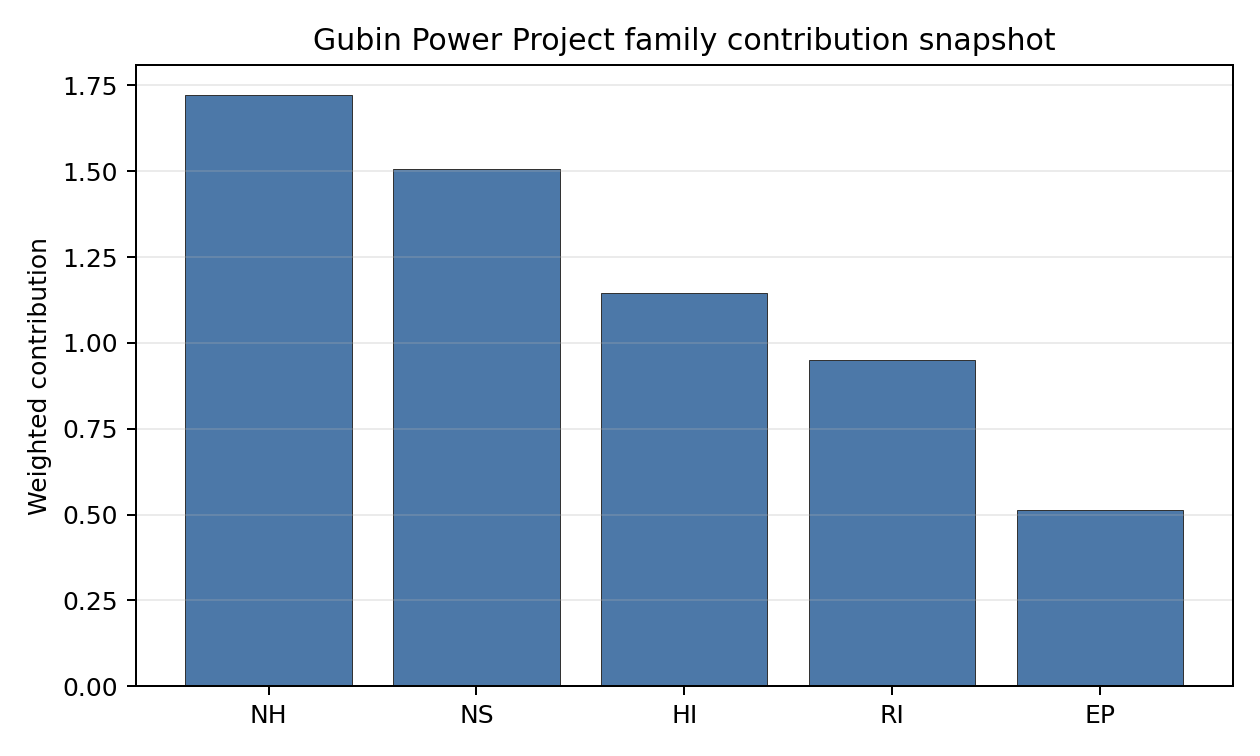 Gubin Power Project family contribution snapshot
Weighted contribution
1.75
1.50
1.25
1.00
0.75
0.50
0.25
0.00
NH
NS
HI
RI
EP